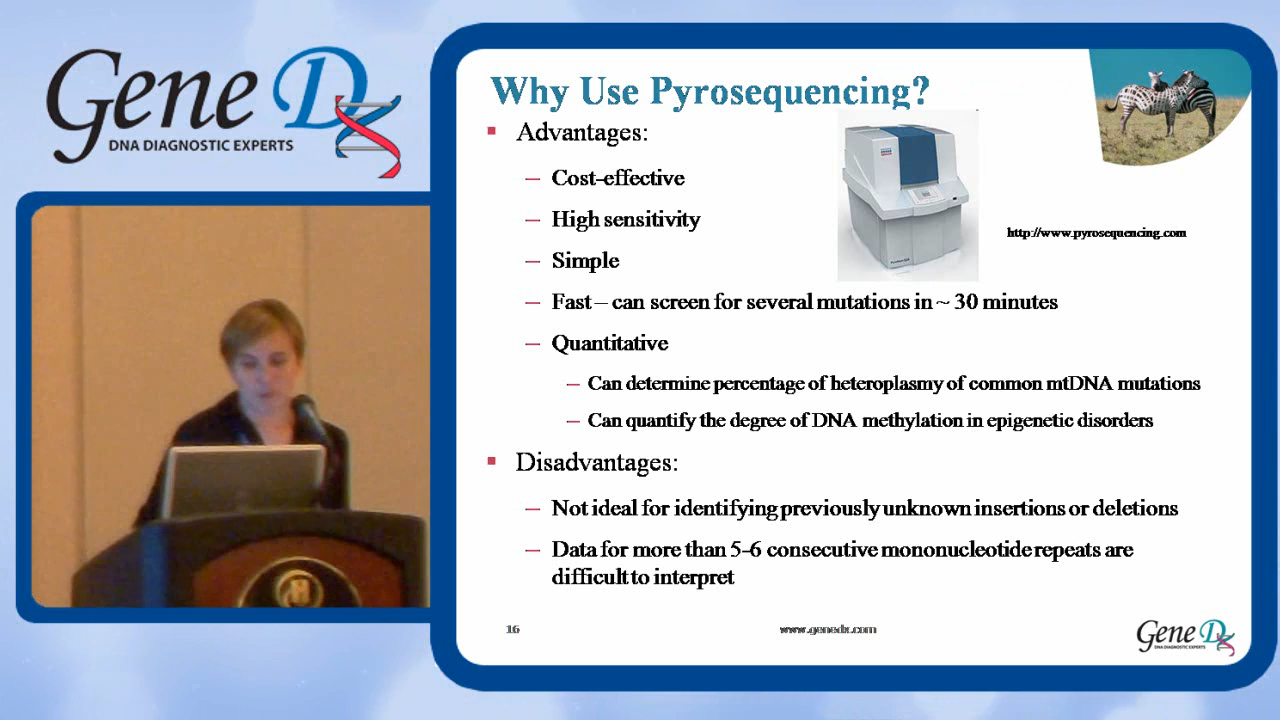 Gene Dx
DNA DIAGNOSTIC EXPERTS
Why Use Pyrosequencing?
Advantages:
– Cost-effective
– High sensitivity
– Simple
– Fast – can screen for several mutations in ~ 30 minutes
– Quantitative
– Can determine percentage of heteroplasmy of common mtDNA mutations
– Can quantify the degree of DNA methylation in epigenetic disorders
http://www.pyrosequencing.com
Disadvantages:
– Not ideal for identifying previously unknown insertions or deletions
– Data for more than 5-6 consecutive mononucleotide repeats are
difficult to interpret
16
www.genedx.com
Gene Dx
DNA DIAGNOSTIC EXPERTS